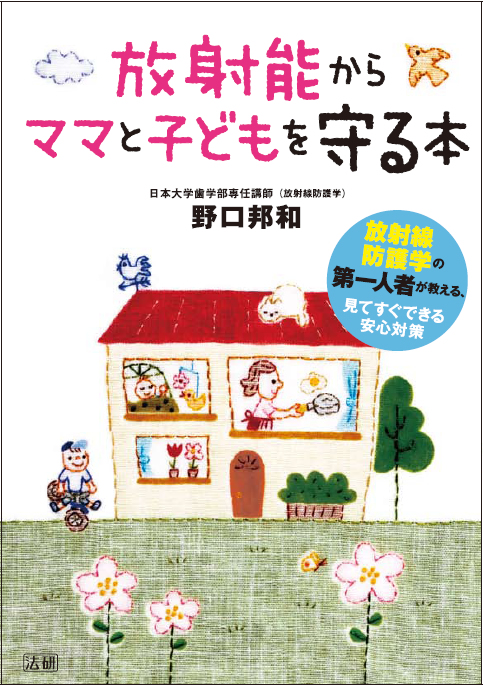 放射能から
ママと子どもを守る本
日本大学歯学部専任講師（放射線防護学）
野口邦和
放射線
防護学の
第一人者が教える、
見てすぐできる
安心対策
法研